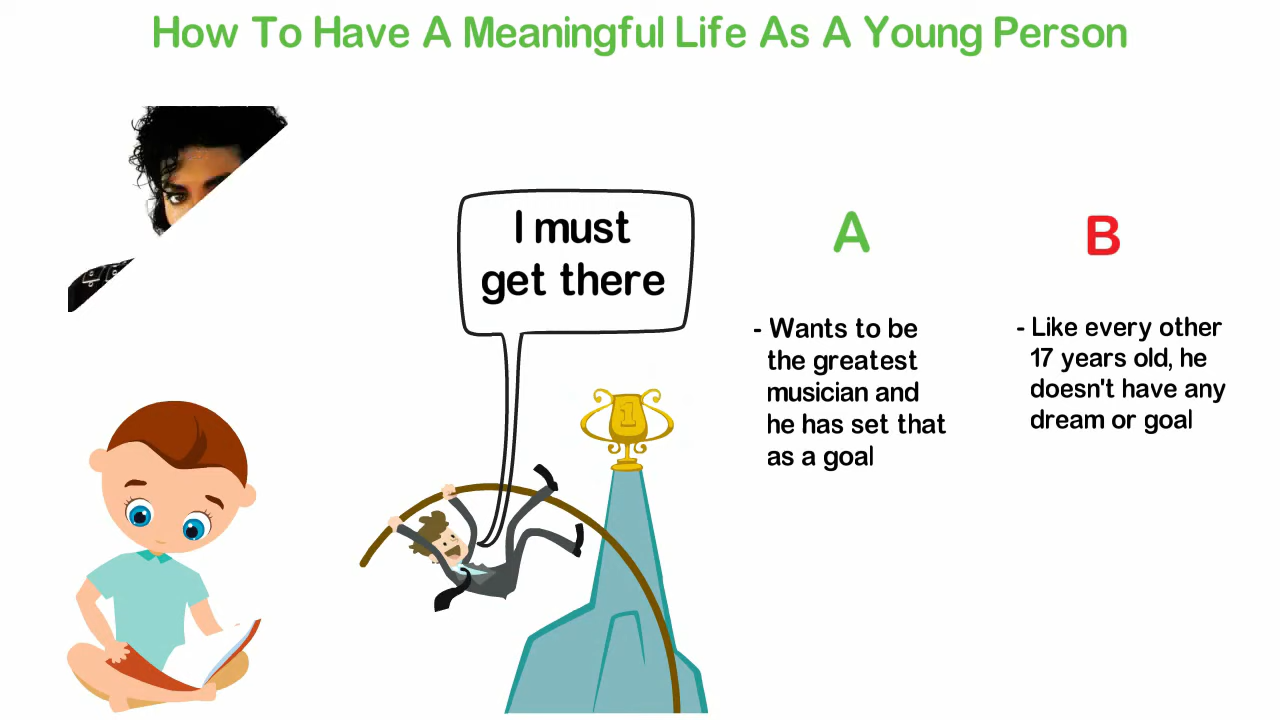 How To Have A Meaningful Life As A Young Person
I must
get there
1
A
- Wants to be
the greatest
musician and
he has set that
as a goal
B
- Like every other
17 years old, he
doesn't have any
dream or goal